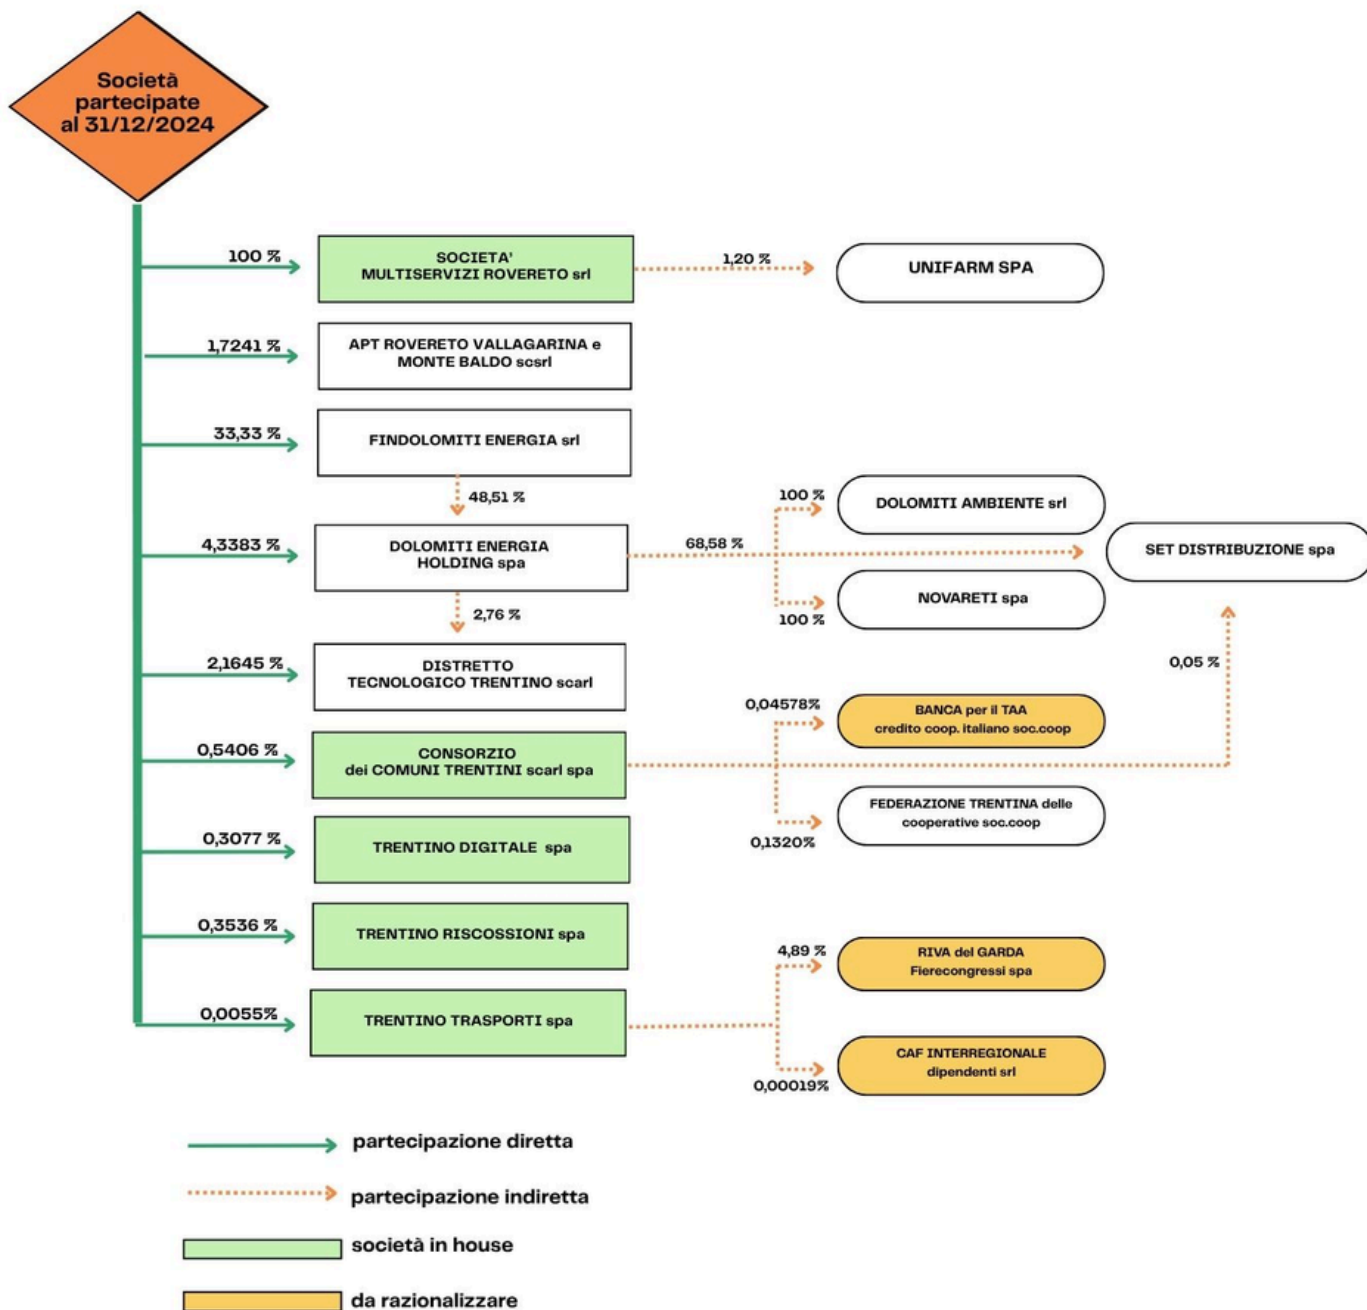 Società
partecipate
al 31/12/2024
100 %
SOCIETA'
MULTISERVIZI ROVERETO srl
1,20 %
UNIFARM SPA
1,7241 %
APT ROVERETO VALLAGARINA e
MONTE BALDO scsrl
33,33 %
FINDOLOMITI ENERGIA srl
48,51 %
4,3383 %
DOLOMITI ENERGIA
HOLDING spa
68,58 %
100 %
DOLOMITI AMBIENTE srl
SET DISTRIBUZIONE spa
NOVARETI spa
100 %
2,76 %
2,1645 %
DISTRETTO
TECNOLOGICO TRENTINO scarl
0,05 %
0,5406 %
CONSORZIO
dei COMUNI TRENTINI scarl spa
0,04578%
BANCA per il TAA
credito coop. italiano soc.coop
FEDERAZIONE TRENTINA delle
cooperative soc.coop
0,1320%
0,3077 %
TRENTINO DIGITALE spa
0,3536 %
TRENTINO RISCOSSIONI spa
4,89 %
RIVA del GARDA
Fierecongressi spa
0,0055%
TRENTINO TRASPORTI spa
CAF INTERREGIONALE
dipendenti srl
0,00019%
partecipazione diretta
partecipazione indiretta
società in house
da razionalizzare